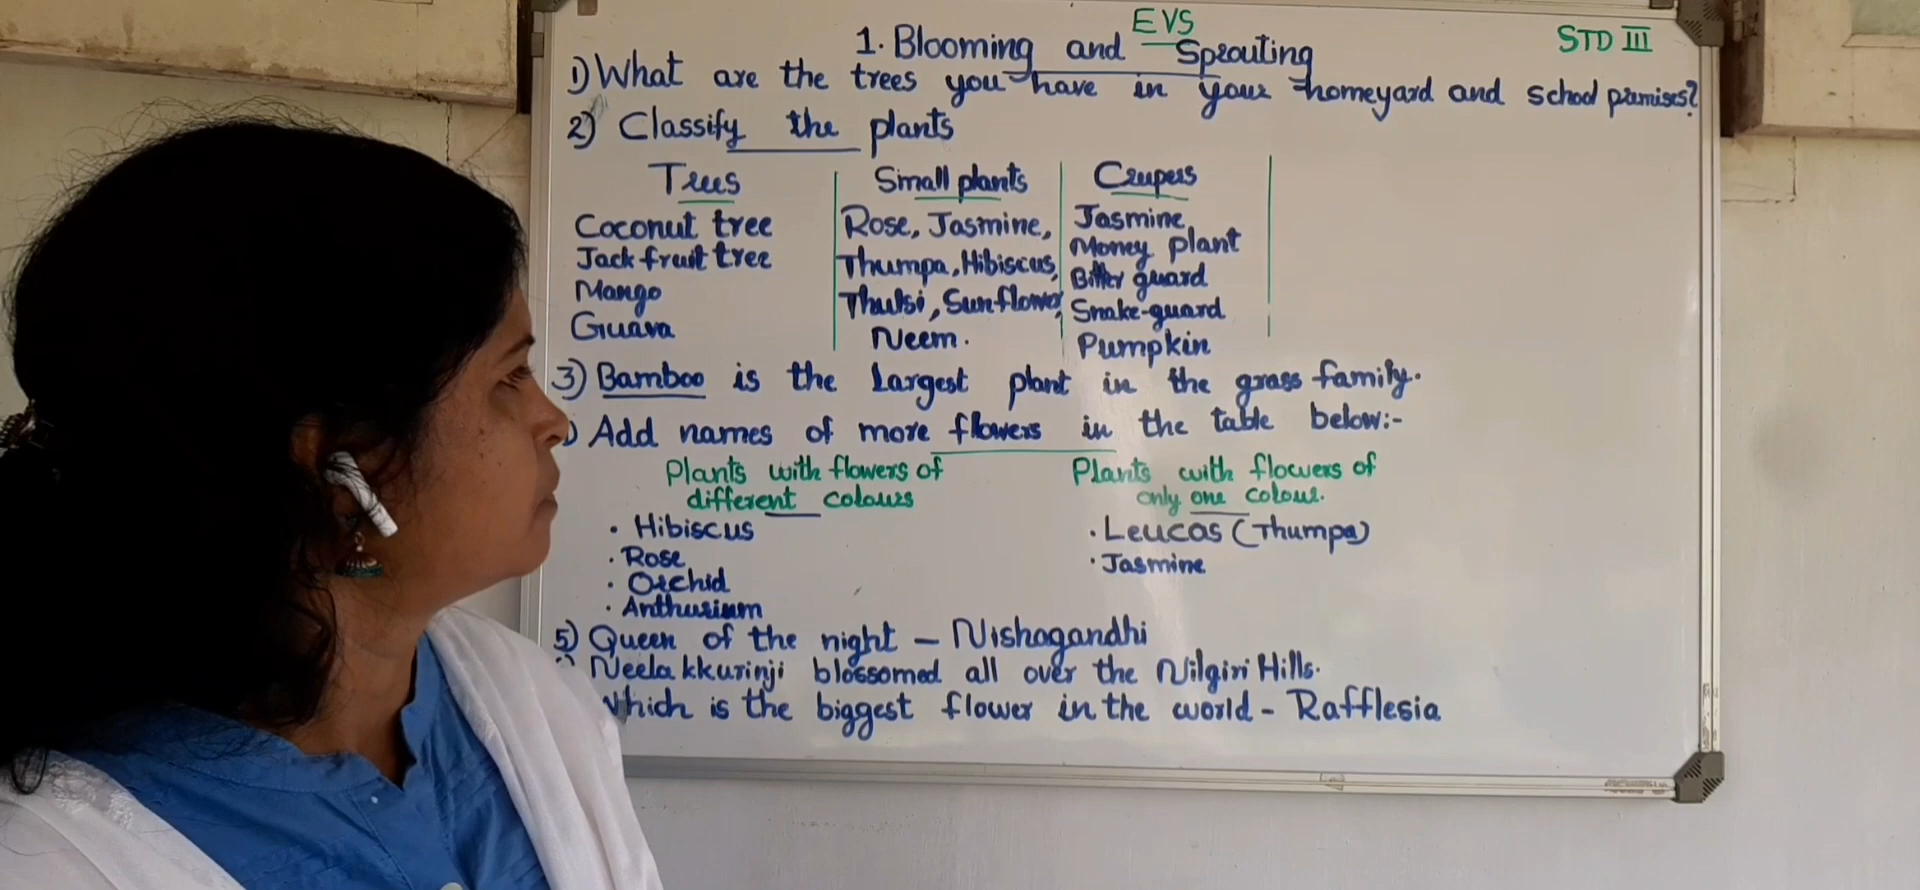 EVS
STD III
1. Blooming and Sprouting
1) What are the trees you have in your homeyard and school primises?
2) Classify the plants
Trees Small plants Creepers
Coconut tree Rose, Jasmine, Jasmine
Jack fruit tree Thumpa, Hibiscus, Money plant
Mango Thulsi, Sunflower, Bitter guard
Guava Neem. Snake-guard
Pumpkin
3) Bamboo is the Largest plant in the grass family.
) Add names of more flowers in the table below:-
Plants with flowers of different colours
Plants with flowers of only one colour.
• Hibiscus • Leucas (Thumpa)
• Rose • Jasmine
• Orchid
• Anthurium
5) Queen of the night – Nishagandhi
) Neela kkurinji blossomed all over the Nilgiri Hills.
Which is the biggest flower in the world - Rafflesia